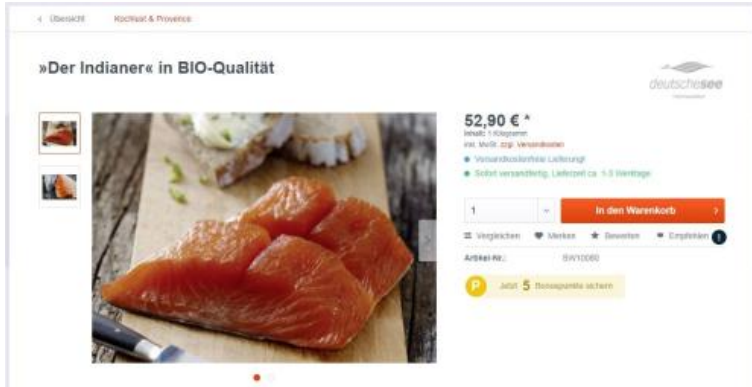 Übersicht
Kochlust & Provence
»Der Indianer« in BIO-Qualität
deutschesee
52,90 € *
Inhalt: 1 Kilogramm
inkl. MwSt. zzgl. Versandkosten
Versandkostenfreie Lieferung!
Sofort versandfertig, Lieferzeit ca. 1-3 Werktage
1
In den Warenkorb
Vergleichen Merken Bewerten Empfehlen
Artikel-Nr.: BW10060
P Jetzt 5 Bonuspunkte sichern